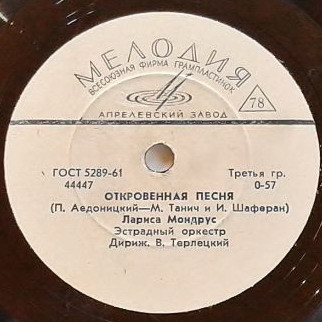 МЕЛОДИЯ
ВСЕСОЮЗНАЯ ФИРМА ГРАМПЛАСТИНОК
78
АПРЕЛЕВСКИЙ ЗАВОД
ГОСТ 5289-61 Третья гр.
44447 0-57
ОТКРОВЕННАЯ ПЕСНЯ
(П. Аедоницкий—М. Танич и И. Шаферан)
Лариса Мондрус
Эстрадный оркестр
Дириж. В. Терлецкий